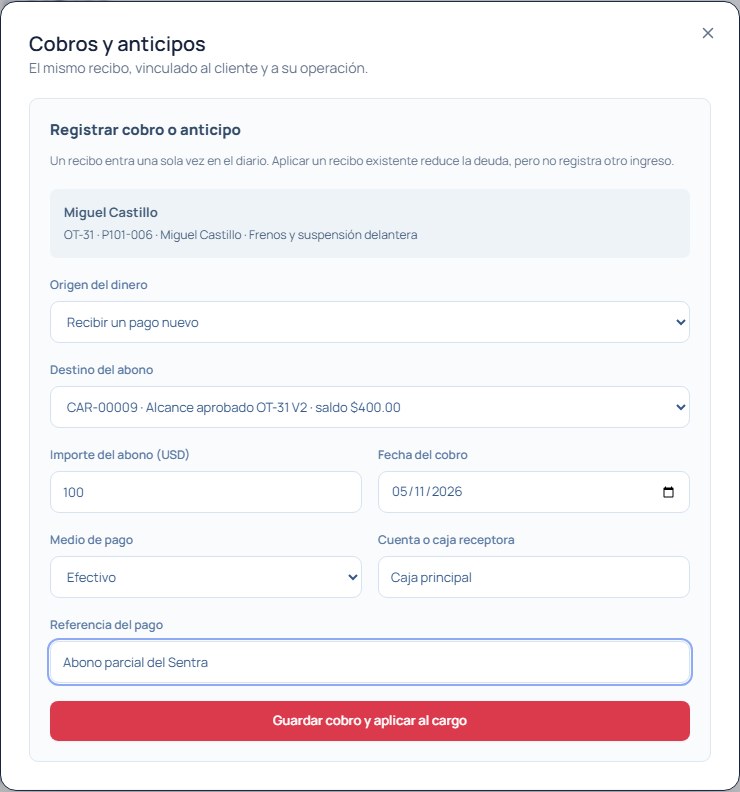 Cobros y anticipos
El mismo recibo, vinculado al cliente y a su operación.
Registrar cobro o anticipo
Un recibo entra una sola vez en el diario. Aplicar un recibo existente reduce la deuda, pero no registra otro ingreso.
Miguel Castillo
OT-31 · P101-006 · Miguel Castillo · Frenos y suspensión delantera
Origen del dinero
Recibir un pago nuevo
Destino del abono
CAR-00009 · Alcance aprobado OT-31 V2 · saldo $400.00
Importe del abono (USD)
Fecha del cobro
100
05/11/2026
Medio de pago
Cuenta o caja receptora
Efectivo
Caja principal
Referencia del pago
Abono parcial del Sentra
Guardar cobro y aplicar al cargo